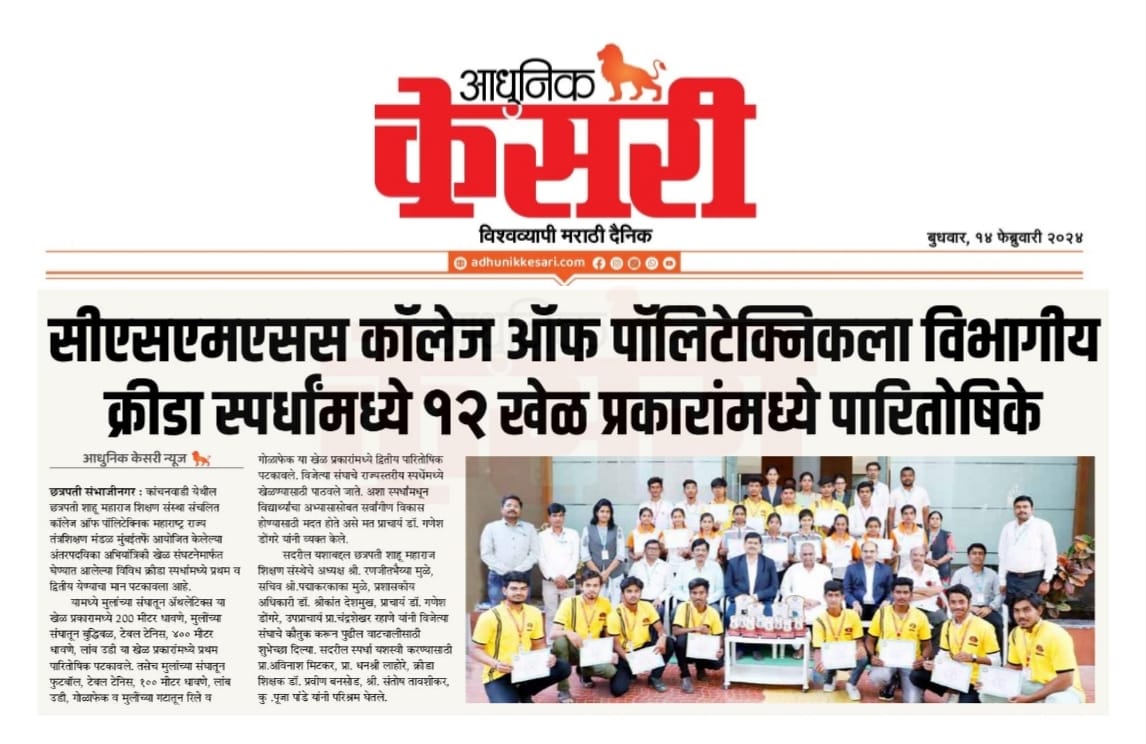 आधुनिक
केसरी
विश्वव्यापी मराठी दैनिक
बुधवार, १४ फेब्रुवारी २०२४
adhunikkesari.com
सीएसएमएसस कॉलेज ऑफ पॉलिटेक्निकला विभागीय
क्रीडा स्पर्धांमध्ये १२ खेळ प्रकारांमध्ये पारितोषिके
आधुनिक केसरी न्यूज
छत्रपती संभाजीनगर : कांचनवाडी येथील
छत्रपती शाहू महाराज शिक्षण संस्था संचलित
कॉलेज ऑफ पॉलिटेक्निक महाराष्ट्र राज्य
तंत्रशिक्षण मंडळ मुंबईतर्फे आयोजित केलेल्या
अंतरपदविका अभियांत्रिकी खेळ संघटनेमार्फत
घेण्यात आलेल्या विविध क्रीडा स्पर्धांमध्ये प्रथम व
द्वितीय येण्याचा मान पटकावला आहे.
यामध्ये मुलांच्या संघातून अ‍ॅथलेटिक्स या
खेळ प्रकारामध्ये 200 मीटर धावणे, मुलींच्या
संघातून बुद्धिबळ, टेबल टेनिस, ४०० मीटर
धावणे, लांब उडी या खेळ प्रकारांमध्ये प्रथम
पारितोषिक पटकावले. तसेच मुलांच्या संघातून
फुटबॉल, टेबल टेनिस, १०० मीटर धावणे, लांब
उडी, गोळाफेक व मुलींच्या गटातून रिले व
गोळाफेक या खेळ प्रकारांमध्ये द्वितीय पारितोषिक
पटकावले. विजेत्या संघाचे राज्यस्तरीय स्पर्धेमध्ये
खेळण्यासाठी पाठवले जाते. अशा स्पर्धांमधून
विद्यार्थ्यांचा अभ्यासासोबत सर्वांगीण विकास
होण्यासाठी मदत होते असे मत प्राचार्य डॉ. गणेश
डोंगरे यांनी व्यक्त केले.
सदरील यशाबद्दल छत्रपती शाहू महाराज
शिक्षण संस्थेचे अध्यक्ष श्री. रणजीतभैय्या मुळे,
सचिव श्री.पद्माकरकाका मुळे, प्रशासकीय
अधिकारी डॉ. श्रीकांत देशमुख, प्राचार्य डॉ. गणेश
डोंगरे, उपप्राचार्य प्रा.चंद्रशेखर रहाणे यांनी विजेत्या
संघाचे कौतुक करून पुढील वाटचालीसाठी
शुभेच्छा दिल्या. सदरील स्पर्धा यशस्वी करण्यासाठी
प्रा.अविनाश मिटकर, प्रा. धनश्री लाहोरे, क्रीडा
शिक्षक डॉ. प्रवीण बनसोड, श्री. संतोष तावशीकर,
कु .पूजा पांडे यांनी परिश्रम घेतले.